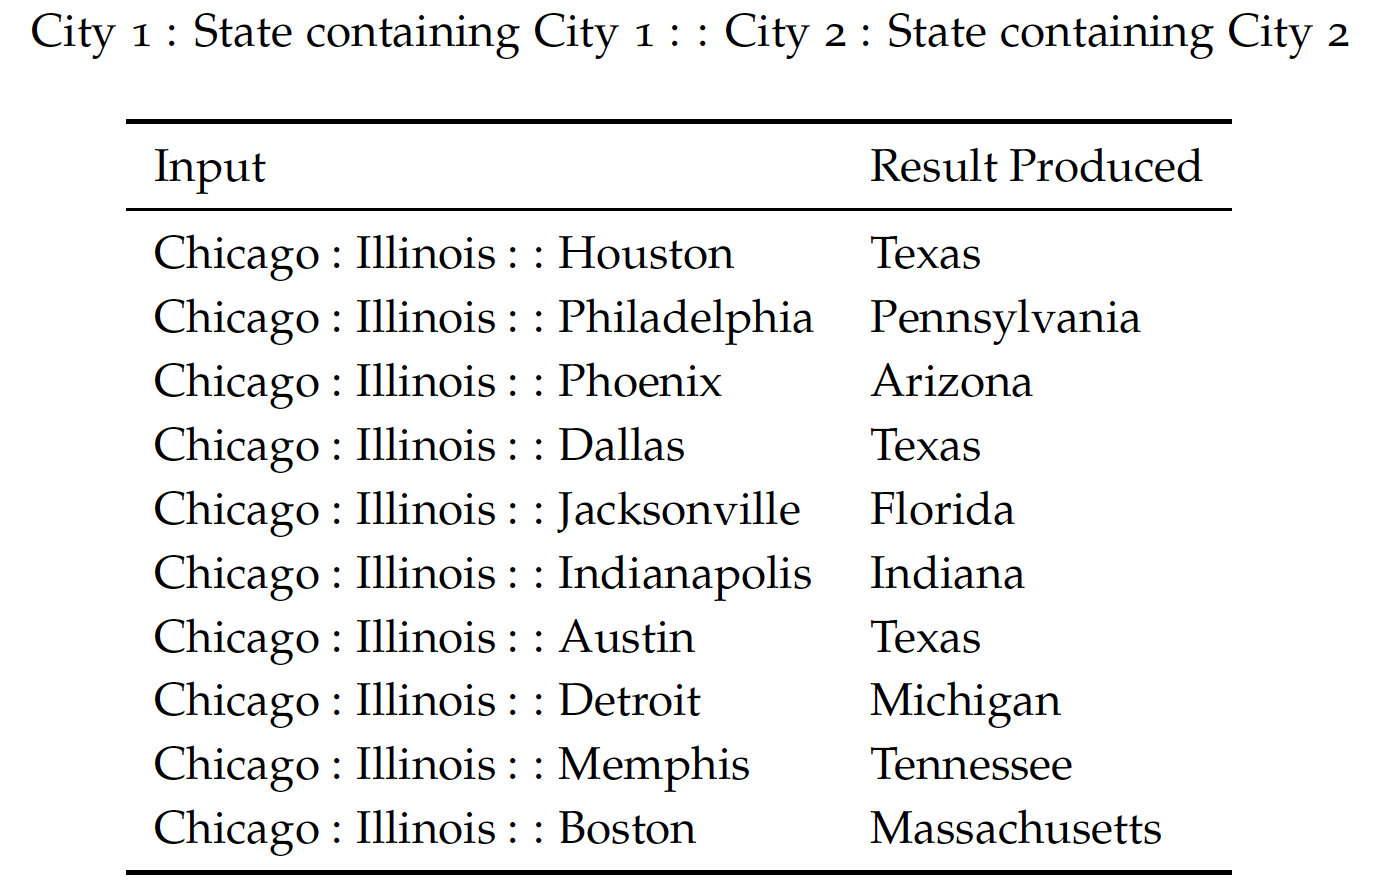 City 1 : State containing City 1 : : City 2 : State containing City 2
Input Result Produced
Chicago : Illinois : : Houston Texas
Chicago : Illinois : : Philadelphia Pennsylvania
Chicago : Illinois : : Phoenix Arizona
Chicago : Illinois : : Dallas Texas
Chicago : Illinois : : Jacksonville Florida
Chicago : Illinois : : Indianapolis Indiana
Chicago : Illinois : : Austin Texas
Chicago : Illinois : : Detroit Michigan
Chicago : Illinois : : Memphis Tennessee
Chicago : Illinois : : Boston Massachusetts